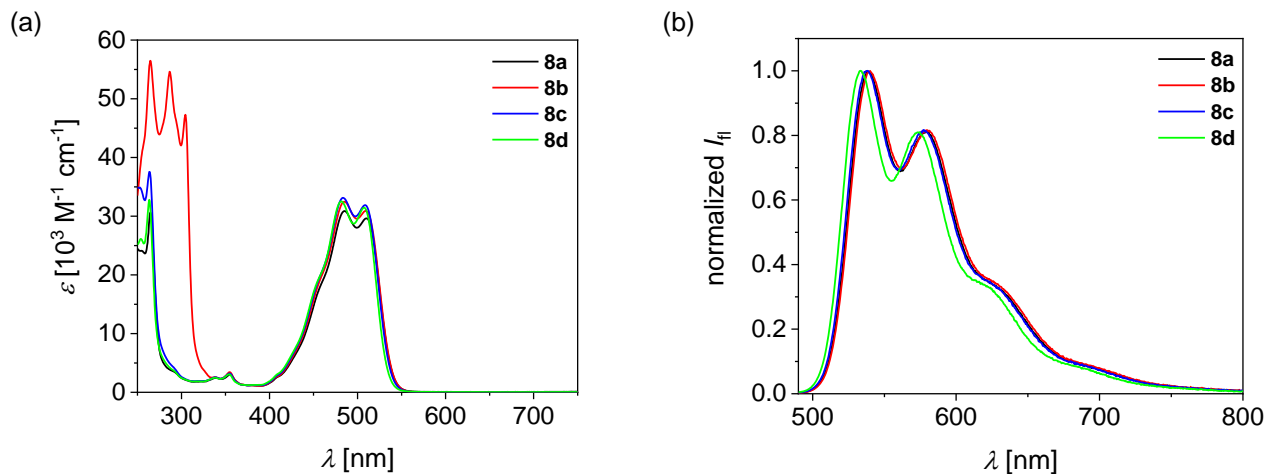 (a)
60
50
40
30
20
10
0
300
400
500
600
700
ε [10³ M⁻¹ cm⁻¹]
λ [nm]
8a
8b
8c
8d
(b)
1.0
0.8
0.6
0.4
0.2
0.0
500
600
700
800
normalized Ifl
λ [nm]
8a
8b
8c
8d